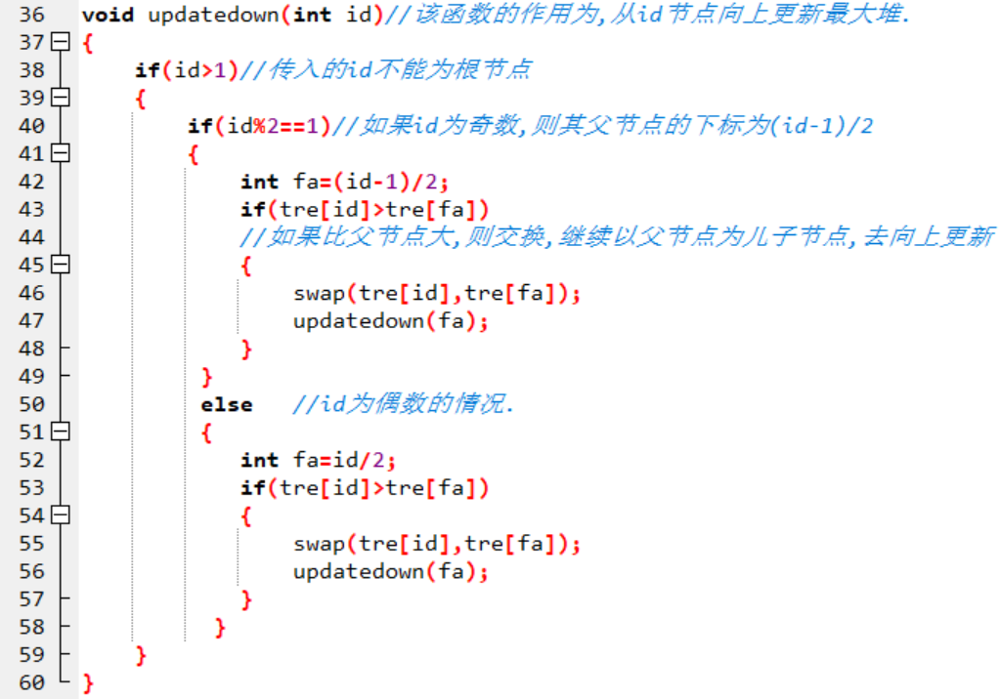 36 void updatedown(int id)//该函数的作用为,从id节点向上更新最大堆.
37 {
38 if(id>1)//传入的id不能为根节点
39 {
40 if(id%2==1)//如果id为奇数,则其父节点的下标为(id-1)/2
41 {
42 int fa=(id-1)/2;
43 if(tre[id]>tre[fa])
44 //如果比父节点大,则交换,继续以父节点为儿子节点,去向上更新
45 {
46 swap(tre[id],tre[fa]);
47 updatedown(fa);
48 }
49 }
50 else //id为偶数的情况.
51 {
52 int fa=id/2;
53 if(tre[id]>tre[fa])
54 {
55 swap(tre[id],tre[fa]);
56 updatedown(fa);
57 }
58 }
59 }
60 }